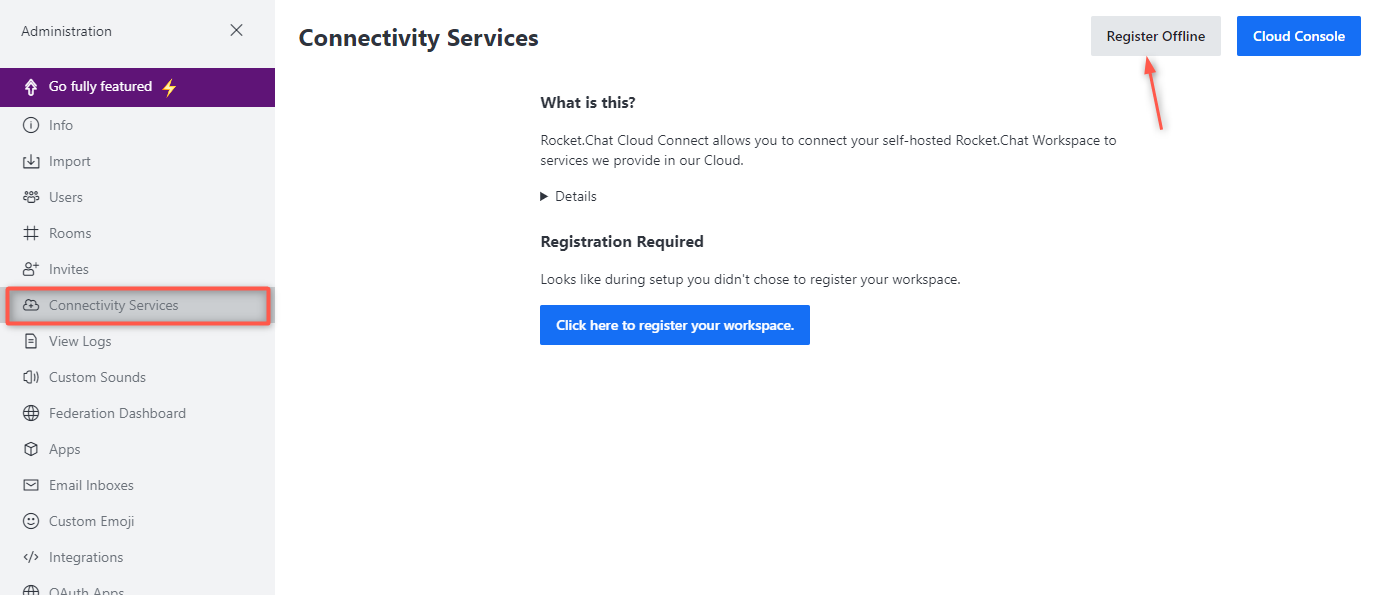 Administration
Go fully featured
Info
Import
Users
Rooms
Invites
Connectivity Services
View Logs
Custom Sounds
Federation Dashboard
Apps
Email Inboxes
Custom Emoji
Integrations
OAuth Apps
Connectivity Services
Register Offline
Cloud Console
What is this?
Rocket.Chat Cloud Connect allows you to connect your self-hosted Rocket.Chat Workspace to
services we provide in our Cloud.
Details
Registration Required
Looks like during setup you didn't chose to register your workspace.
Click here to register your workspace.